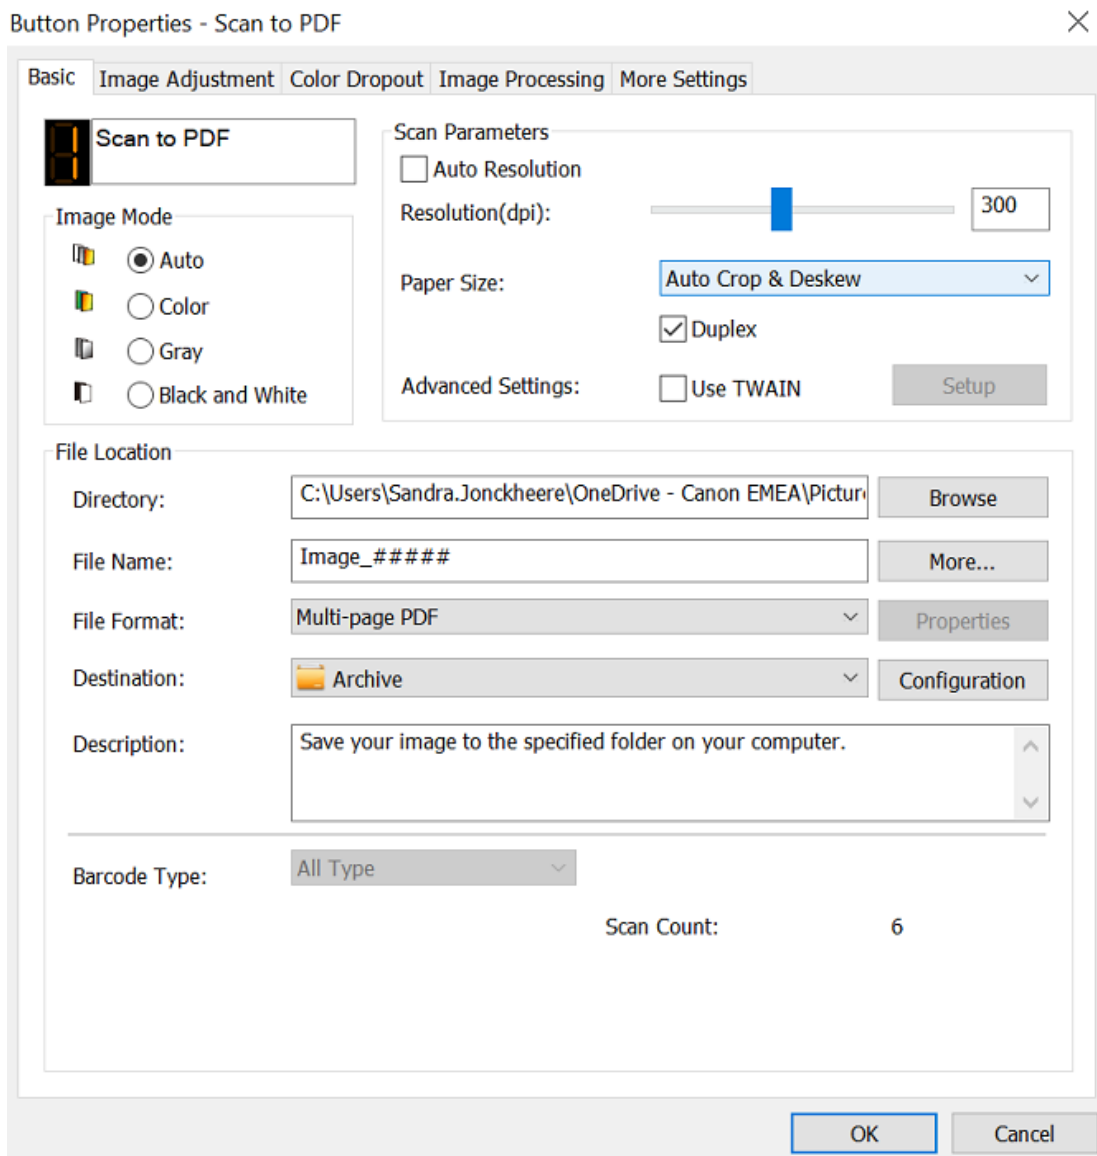 Button Properties - Scan to PDF
Basic Image Adjustment Color Dropout Image Processing More Settings
1 Scan to PDF
Image Mode
Auto
Color
Gray
Black and White
Scan Parameters
Auto Resolution
Resolution(dpi): 300
Paper Size: Auto Crop & Deskew
Duplex
Advanced Settings: Use TWAIN Setup
File Location
Directory: C:\Users\Sandra.Jonckheere\OneDrive - Canon EMEA\Picture Browse
File Name: Image_##### More...
File Format: Multi-page PDF Properties
Destination: Archive Configuration
Description: Save your image to the specified folder on your computer.
Barcode Type: All Type
Scan Count: 6
OK Cancel